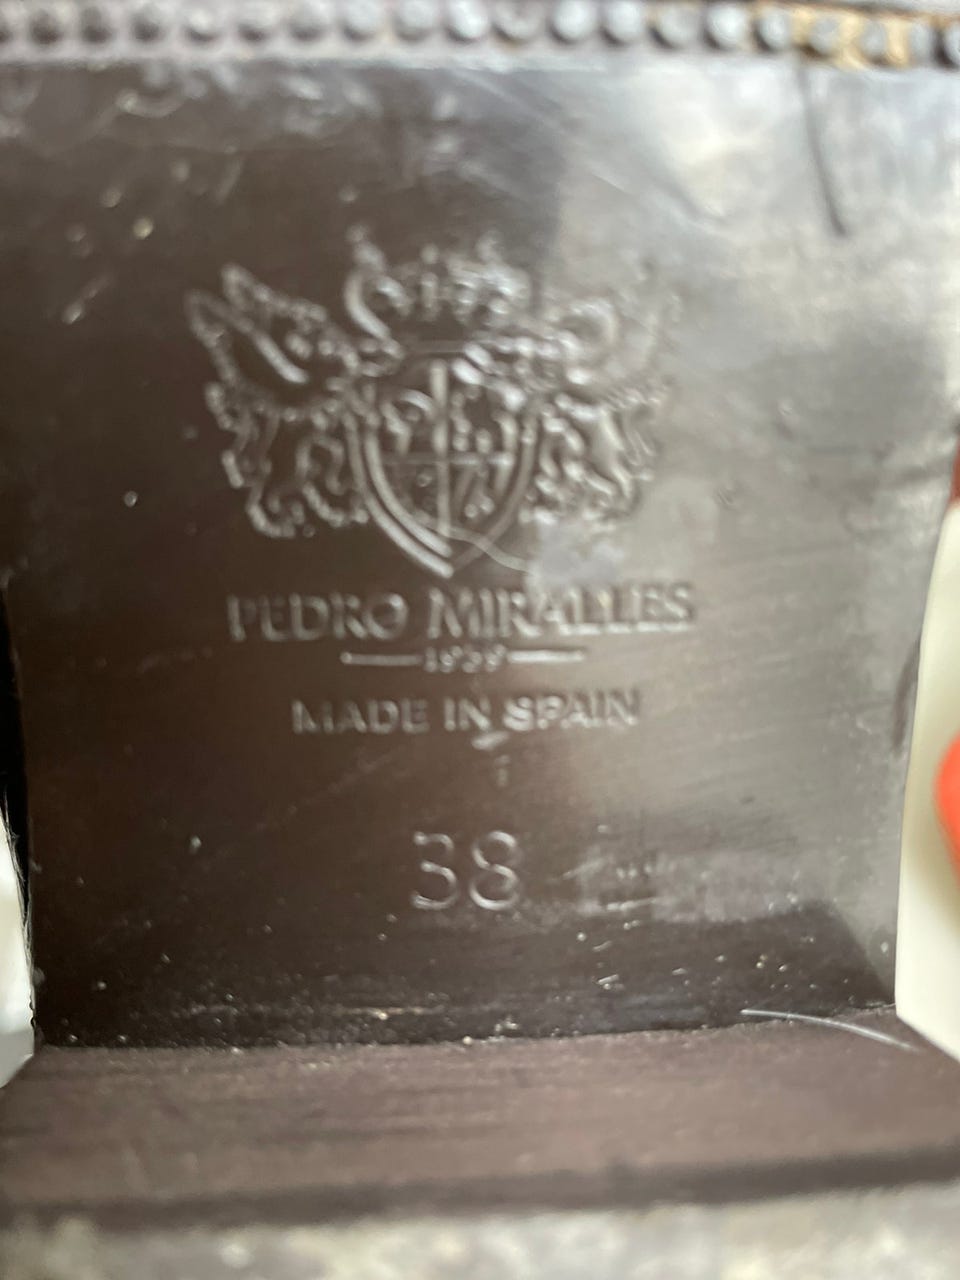 PEDRO MIRALLES
1939
MADE IN SPAIN
38